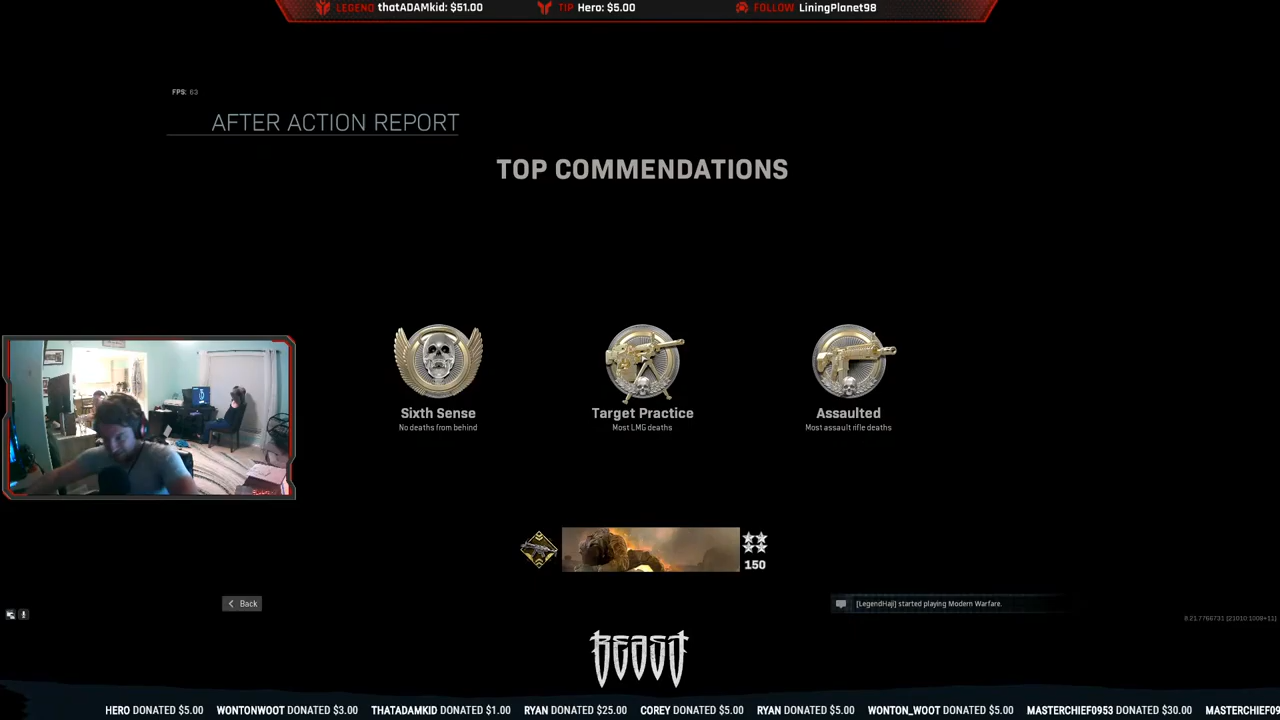 LEGEND thatADAMkid: $51.00 TIP Hero: $5.00 FOLLOW LiningPlanet98
FPS: 63
AFTER ACTION REPORT
TOP COMMENDATIONS
Sixth Sense Target Practice Assaulted
No deaths from behind Most LMG deaths Most assault rifle deaths
150
Back
[LegendHaji] started playing Modern Warfare.
BEAST
HERO DONATED $5.00 WONTONWOOT DONATED $3.00 THATADAMKID DONATED $1.00 RYAN DONATED $25.00 COREY DONATED $5.00 RYAN DONATED $5.00 WONTON_WOOT DONATED $5.00 MASTERCHIEF0953 DONATED $30.00 MASTERCHIEF09